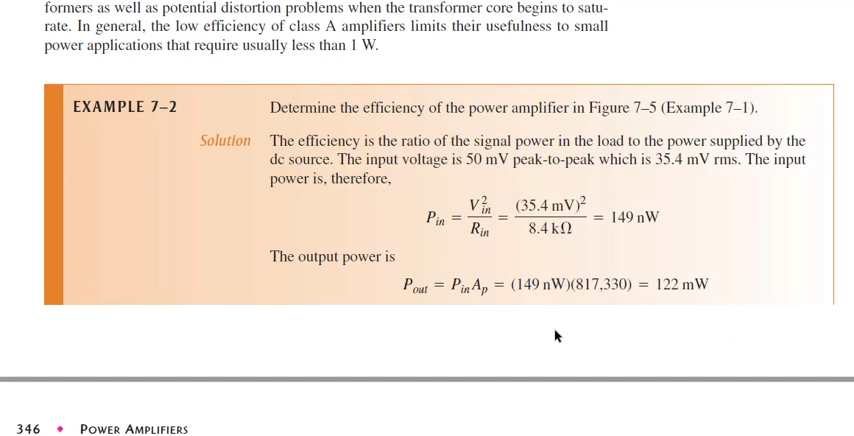 formers as well as potential distortion problems when the transformer core begins to satu-
rate. In general, the low efficiency of class A amplifiers limits their usefulness to small
power applications that require usually less than 1 W.
EXAMPLE 7–2 Determine the efficiency of the power amplifier in Figure 7–5 (Example 7–1).
Solution The efficiency is the ratio of the signal power in the load to the power supplied by the
dc source. The input voltage is 50 mV peak-to-peak which is 35.4 mV rms. The input
power is, therefore,
P_in = V²_in / R_in = (35.4 mV)² / 8.4 kΩ = 149 nW
The output power is
P_out = P_in A_p = (149 nW)(817,330) = 122 mW
346 ◆ POWER AMPLIFIERS